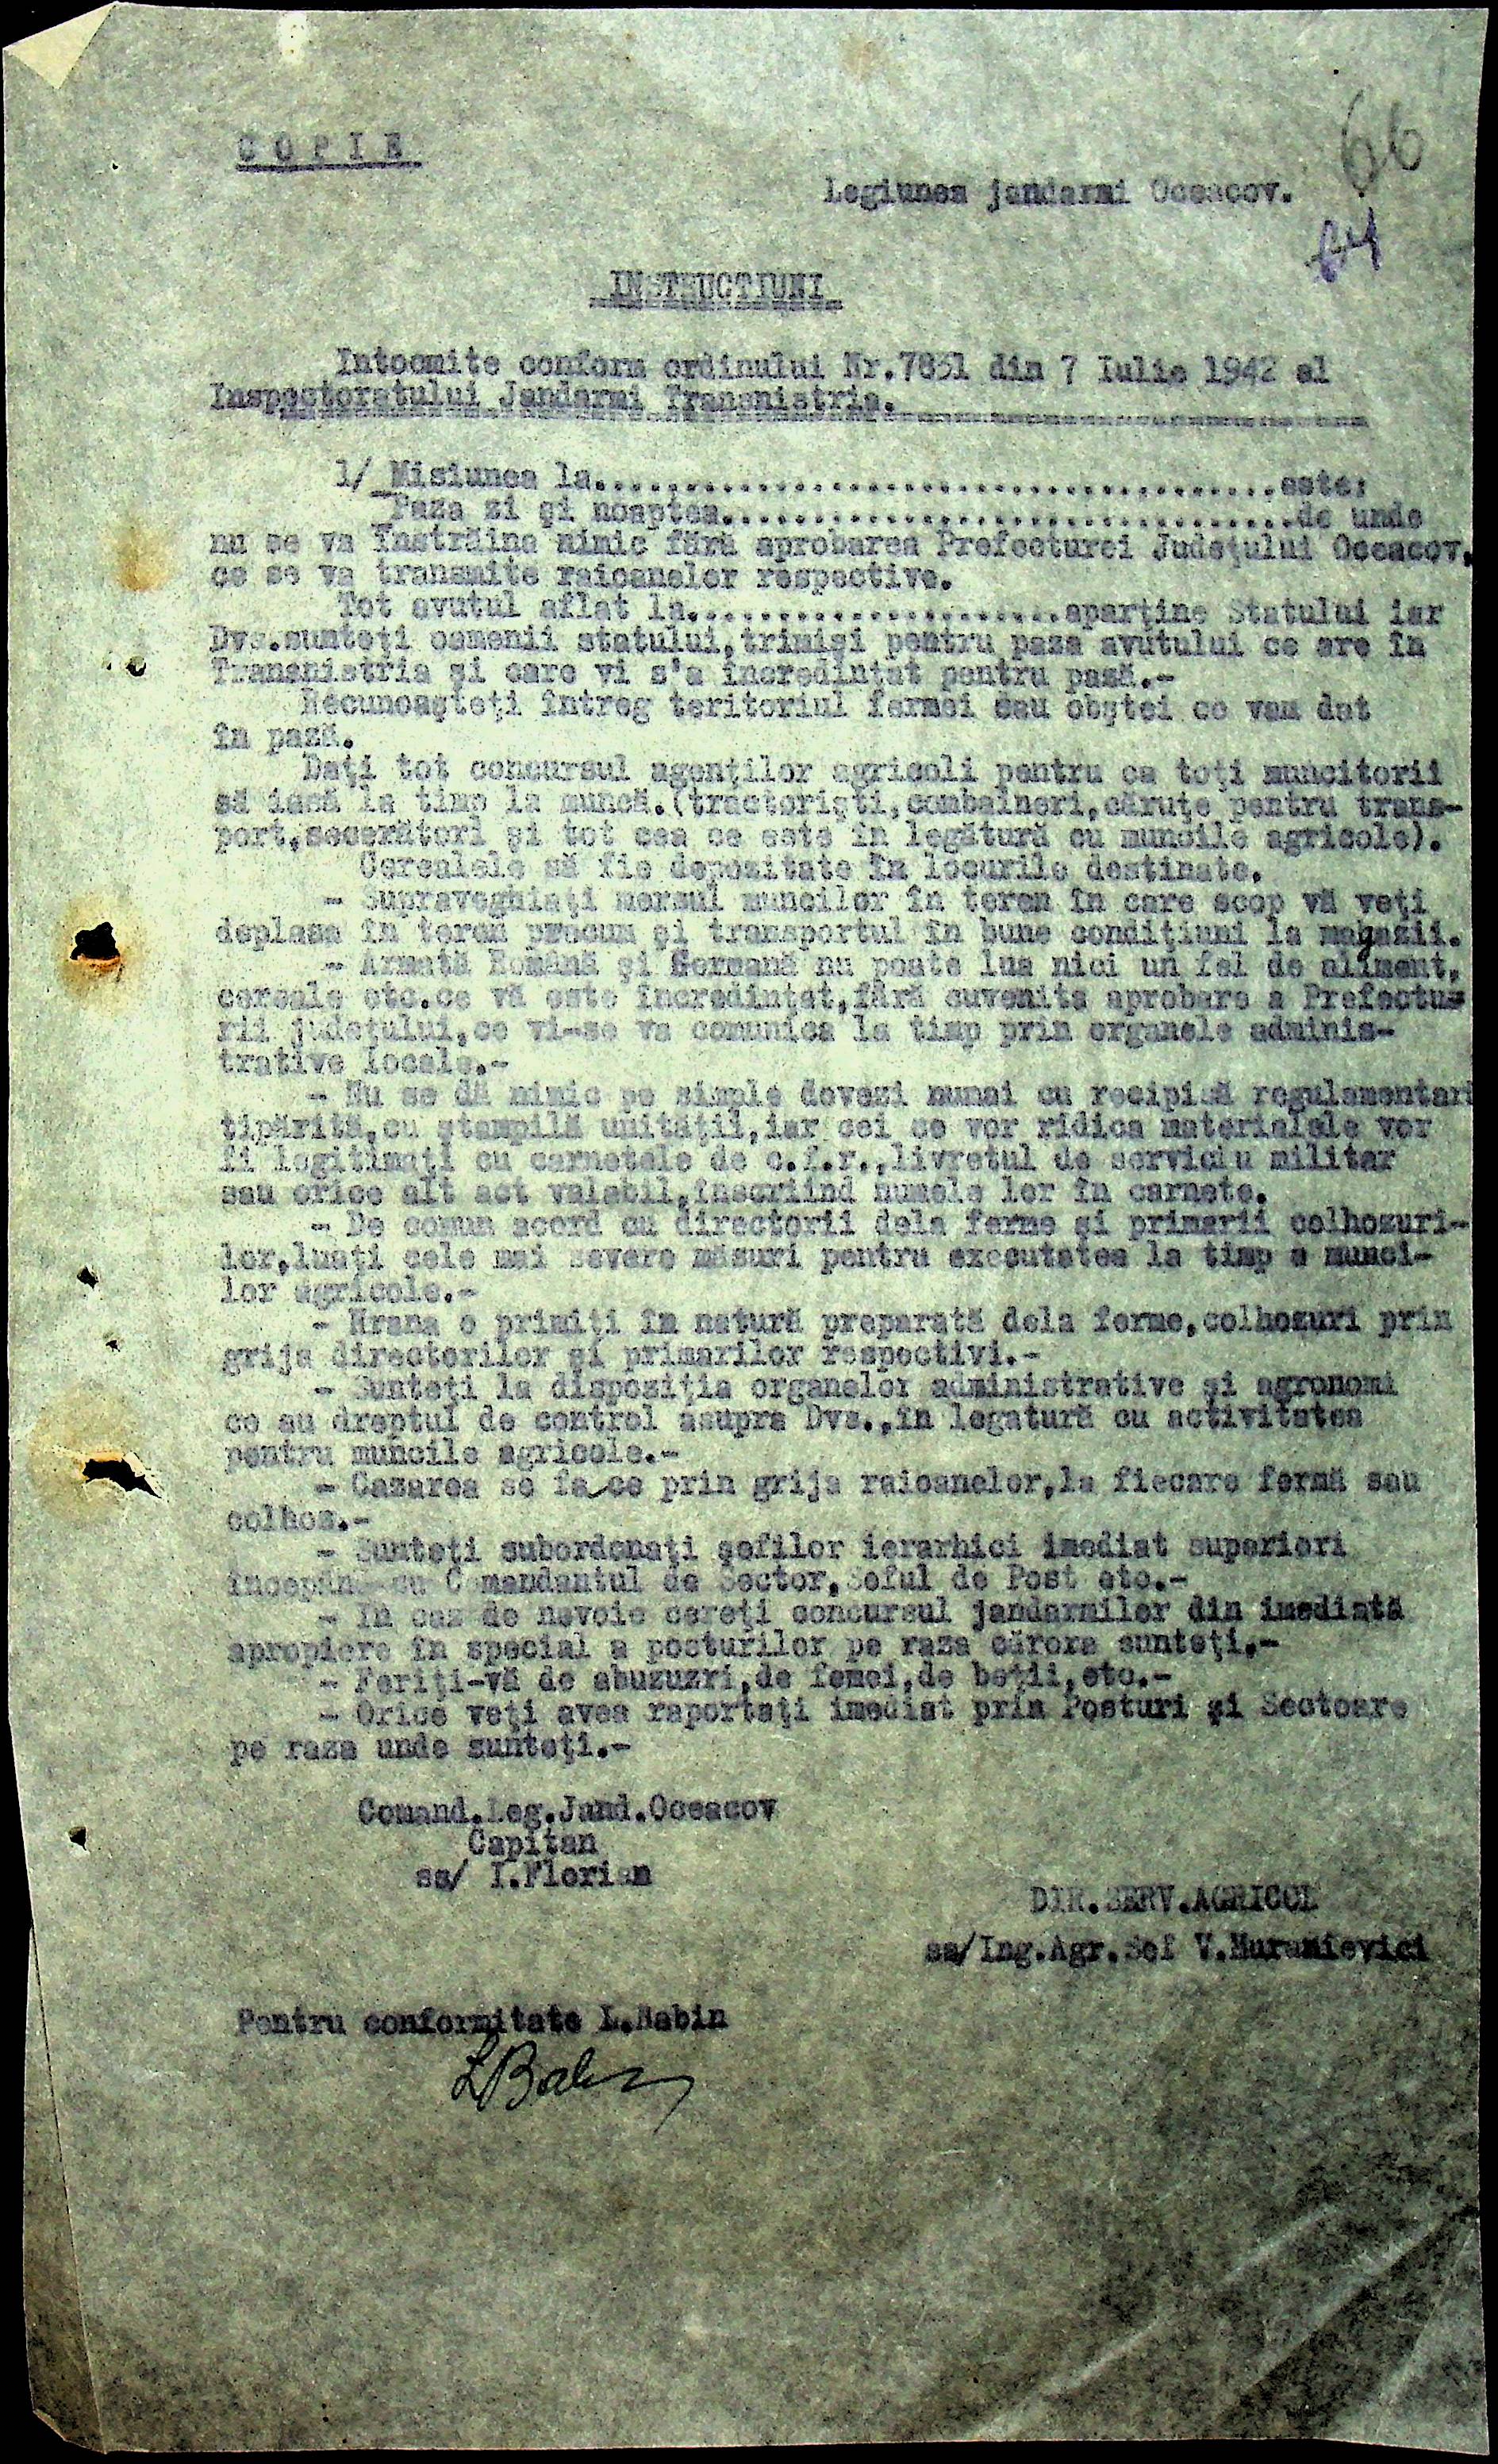 COPIE
66
Legiunea jandarmi Oceacov.
64
INSTRUCTIUNI
Intocmite conform ordinului Nr.7831 din 7 Iulie 1942 al
Inspectoratului Jandarmi Transnistria.
1/ Misiunea la..........................................este:
Paza zi şi noaptea...................................de unde
nu se va înstrăina nimic fără aprobarea Prefecturei Judeţului Oceacov,
ce se va transmite raioanelor respective.
Tot avutul aflat la.......................aparţine Statului iar
Dvs.sunteţi oamenii statului,trimişi pentru paza avutului ce are în
Transnistria şi care vi s'a încredinţat pentru pază.-
Recunoaşteţi întreg teritoriul fermei sau obştei ce vam dat
în pază.
Daţi tot concursul agenţilor agricoli pentru ca toţi muncitorii
să iasă la timp la muncă.(tractorişti,combaineri,căruţe pentru trans-
port,secerători şi tot cea ce este în legătură cu muncile agricole).
Cerealele să fie depozitate în locurile destinate.
- Supraveghiaţi mersul muncilor în teren în care scop vă veţi
deplasa în teren precum şi transportul în bune condiţiuni la magazii.
- Armată Română şi Germană nu poate lua nici un fel de aliment,
cereale etc.ce vă este încredinţat,fără cuvenita aprobare a Prefectu-
rii judeţului,ce vi-se va comunica la timp prin organele adminis-
trative locale.-
- Nu se dă nimic pe simple dovezi numai cu recipisă regulamentari
tipărită,cu ştampilă unităţii,iar cei ce vor ridica materialele vor
fi legitimaţi cu carnetele de c.f.r.,livretul de serviciu militar
sau orice alt act valabil,înscriind numele lor în carnete.
- De comun acord cu directorii dela ferme şi primarii colhozuri-
lor,luaţi cele mai severe măsuri pentru executatea la timp a munci-
lor agricole.-
- Hrana o primiţi în natură preparată dela ferme,colhozuri prin
grija directorilor şi primarilor respectivi.-
- Sunteţi la dispoziţia organelor administrative şi agronomi
ce au dreptul de control asupra Dvs.,în legatură cu activitatea
pentru muncile agricole.-
- Cazarea se face prin grija raioanelor,la fiecare fermă sau
colhoz.-
- Sunteţi subordonaţi şefilor ierarhici imediat superiori
începând cu Comandantul de Sector,Seful de Post etc.-
- In caz de nevoie cereţi concursul jandarmilor din imediată
apropiere în special a posturilor pe raza cărora sunteţi.-
- Feriţi-vă de abuzuzri,de femei,de beţii,etc.-
- Orice veţi avea raportaţi imediat prin Posturi şi Sectoare
pe raza unde sunteţi.-
Comand.Leg.Jand.Oceacov
Capitan
ss/ I.Florian
DIR.SERV.AGRICOL
ss/Ing.Agr.Sef V.Muranievici
Pentru conformitate L.Babin
LBabin